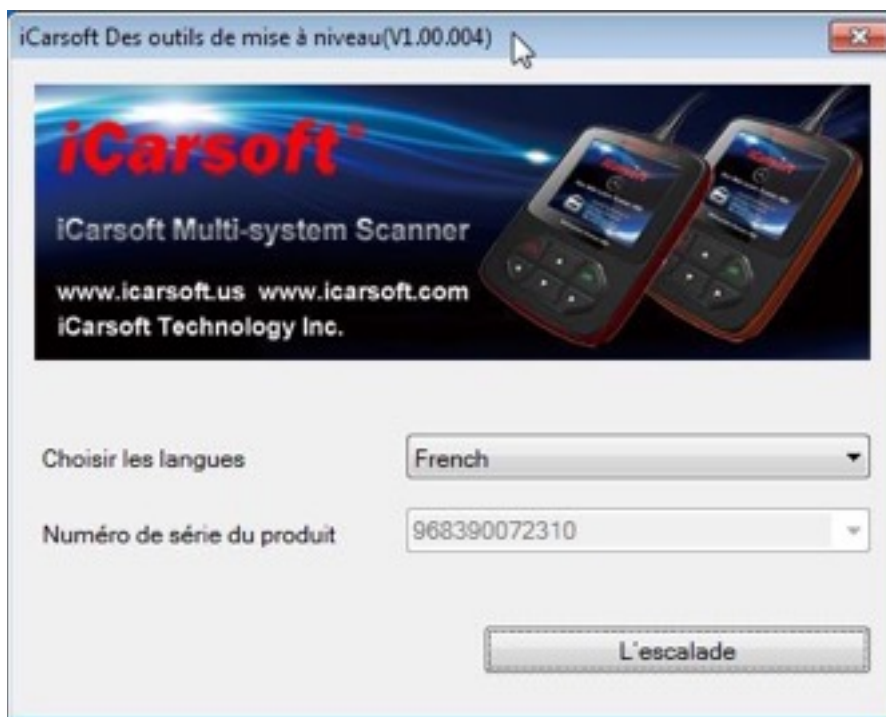 iCarsoft Des outils de mise à niveau(V1.00.004)
iCarsoft®
iCarsoft Multi-system Scanner
www.icarsoft.us www.icarsoft.com
iCarsoft Technology Inc.
Choisir les langues
French
Numéro de série du produit
968390072310
L'escalade